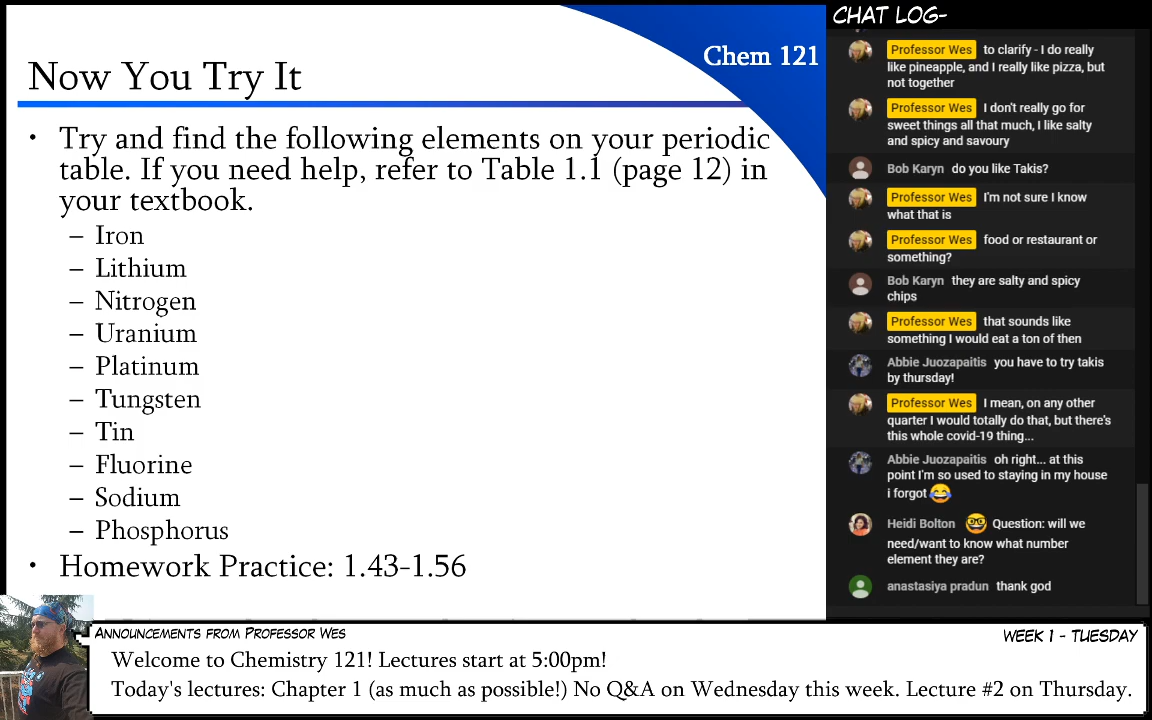 Chem 121
Now You Try It
• Try and find the following elements on your periodic
table. If you need help, refer to Table 1.1 (page 12) in
your textbook.
– Iron
– Lithium
– Nitrogen
– Uranium
– Platinum
– Tungsten
– Tin
– Fluorine
– Sodium
– Phosphorus
• Homework Practice: 1.43-1.56
CHAT LOG-
Professor Wes to clarify - I do really
like pineapple, and I really like pizza, but
not together
Professor Wes I don't really go for
sweet things all that much, I like salty
and spicy and savoury
Bob Karyn do you like Takis?
Professor Wes I'm not sure I know
what that is
Professor Wes food or restaurant or
something?
Bob Karyn they are salty and spicy
chips
Professor Wes that sounds like
something I would eat a ton of then
Abbie Juozapaitis you have to try takis
by thursday!
Professor Wes I mean, on any other
quarter I would totally do that, but there's
this whole covid-19 thing...
Abbie Juozapaitis oh right... at this
point I'm so used to staying in my house
i forgot 😂
Heidi Bolton 🤓 Question: will we
need/want to know what number
element they are?
anastasiya pradun thank god
ANNOUNCEMENTS FROM PROFESSOR WES
WEEK 1 - TUESDAY
Welcome to Chemistry 121! Lectures start at 5:00pm!
Today's lectures: Chapter 1 (as much as possible!) No Q&A on Wednesday this week. Lecture #2 on Thursday.